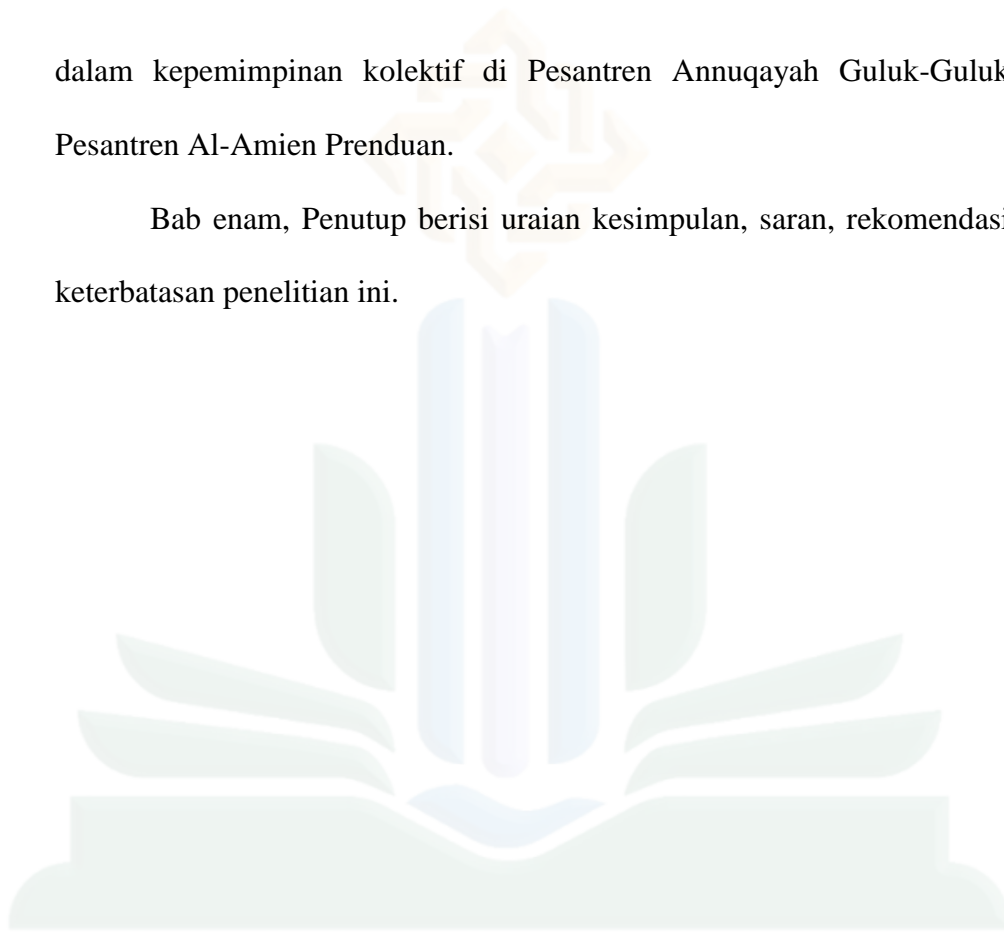 dalam kepemimpinan kolektif di Pesantren Annuqayah Guluk-Guluk
Pesantren Al-Amien Prenduan.
Bab enam, Penutup berisi uraian kesimpulan, saran, rekomendasi
keterbatasan penelitian ini.